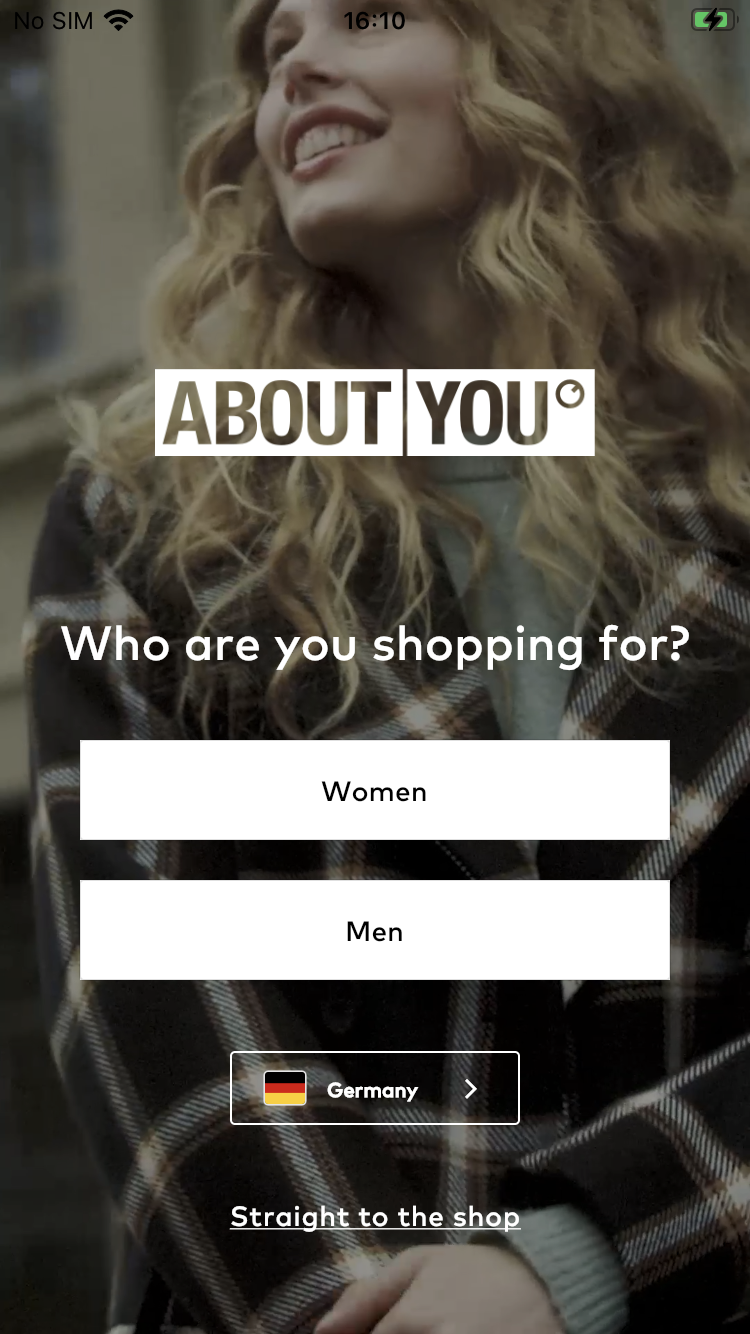 No SIM 16:10
ABOUT YOU°
Who are you shopping for?
Women
Men
Germany
Straight to the shop